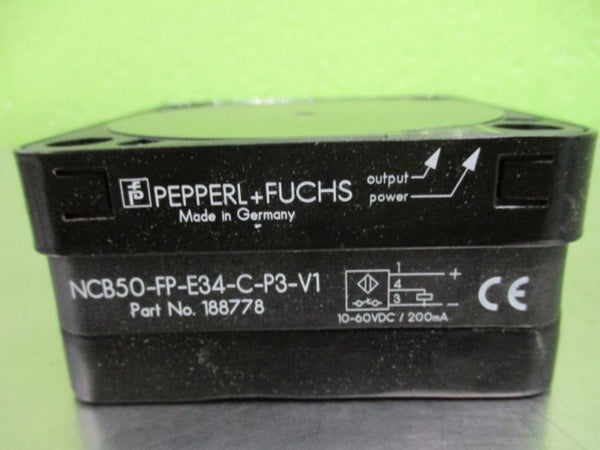 PEPPERL+FUCHS
Made in Germany
output
power
NCB50-FP-E34-C-P3-V1
Part No. 188778
1
4
3
+
−
10-60VDC / 200mA
CE